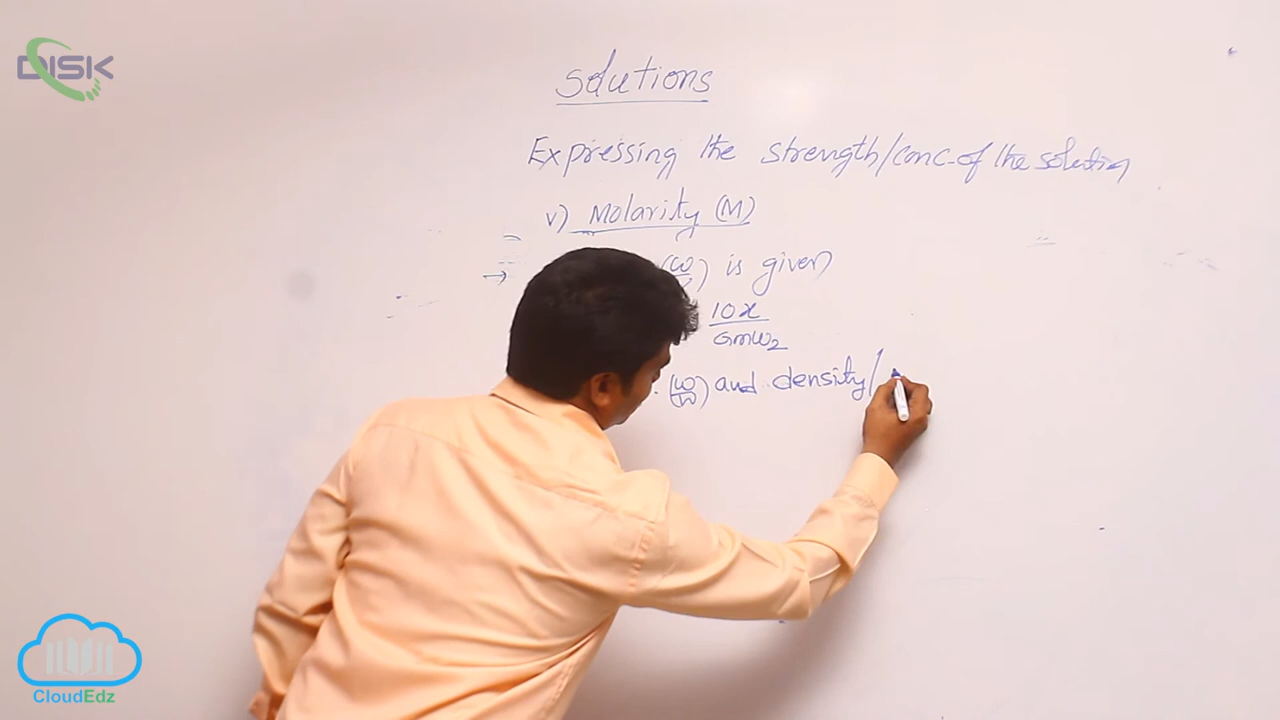 DISK
Solutions
Expressing the strength/conc. of the solution
v) Molarity (M)
→ is given
10x
GMW2
(w/w) and density/
CloudEdz